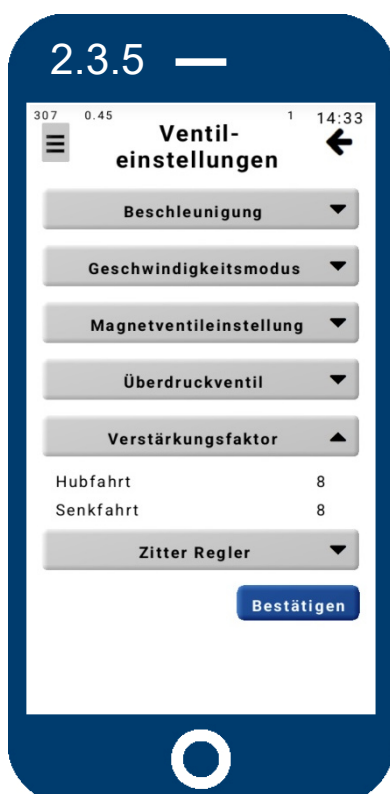 2.3.5
307 0.45 1 14:33
Ventil-
einstellungen
Beschleunigung
Geschwindigkeitsmodus
Magnetventileinstellung
Überdruckventil
Verstärkungsfaktor
Hubfahrt 8
Senkfahrt 8
Zitter Regler
Bestätigen